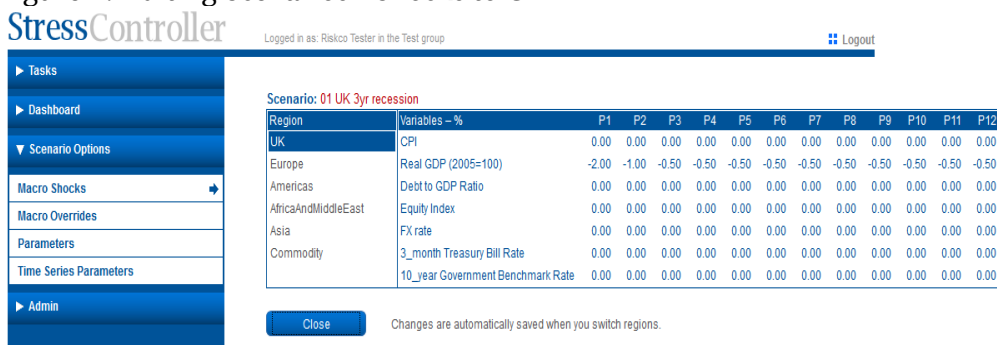 StressController
Logged in as: Riskco Tester in the Test group
Logout
Tasks
Dashboard
Scenario Options
Macro Shocks
Macro Overrides
Parameters
Time Series Parameters
Admin
Scenario: 01 UK 3yr recession
Region Variables – % P1 P2 P3 P4 P5 P6 P7 P8 P9 P10 P11 P12
UK CPI 0.00 0.00 0.00 0.00 0.00 0.00 0.00 0.00 0.00 0.00 0.00 0.00
Europe Real GDP (2005=100) -2.00 -1.00 -0.50 -0.50 -0.50 -0.50 -0.50 -0.50 -0.50 -0.50 -0.50 -0.50
Americas Debt to GDP Ratio 0.00 0.00 0.00 0.00 0.00 0.00 0.00 0.00 0.00 0.00 0.00 0.00
AfricaAndMiddleEast Equity Index 0.00 0.00 0.00 0.00 0.00 0.00 0.00 0.00 0.00 0.00 0.00 0.00
Asia FX rate 0.00 0.00 0.00 0.00 0.00 0.00 0.00 0.00 0.00 0.00 0.00 0.00
Commodity 3_month Treasury Bill Rate 0.00 0.00 0.00 0.00 0.00 0.00 0.00 0.00 0.00 0.00 0.00 0.00
10_year Government Benchmark Rate 0.00 0.00 0.00 0.00 0.00 0.00 0.00 0.00 0.00 0.00 0.00 0.00
Close Changes are automatically saved when you switch regions.